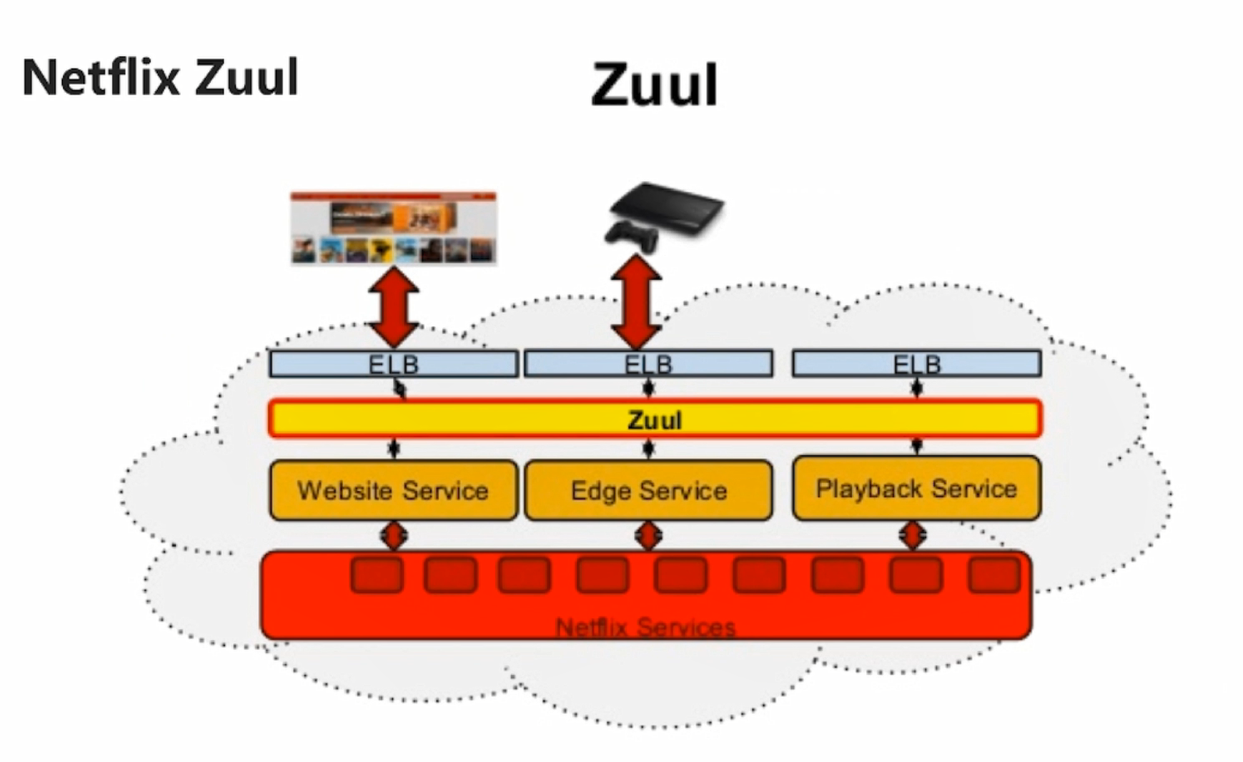 Netflix Zuul
Zuul
ELB
ELB
ELB
Zuul
Website Service
Edge Service
Playback Service
Netflix Services